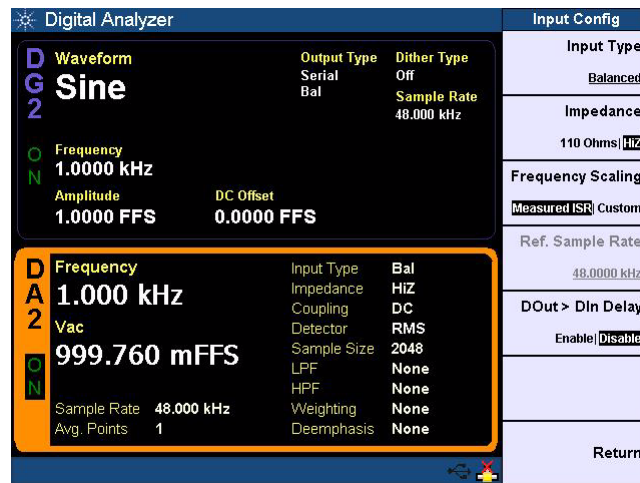 Digital Analyzer
DG2
ON
Waveform
Sine
Output Type
Serial
Bal
Dither Type
Off
Sample Rate
48.000 kHz
Frequency
1.0000 kHz
Amplitude
1.0000 FFS
DC Offset
0.0000 FFS
DA2
ON
Frequency
1.000 kHz
Vac
999.760 mFFS
Sample Rate 48.000 kHz
Avg. Points 1
Input Type Bal
Impedance HiZ
Coupling DC
Detector RMS
Sample Size 2048
LPF None
HPF None
Weighting None
Deemphasis None
Input Config
Input Type
Balanced
Impedance
110 Ohms| HiZ
Frequency Scaling
Measured ISR| Custom
Ref. Sample Rate
48.0000 kHz
DOut > DIn Delay
Enable| Disable
Return